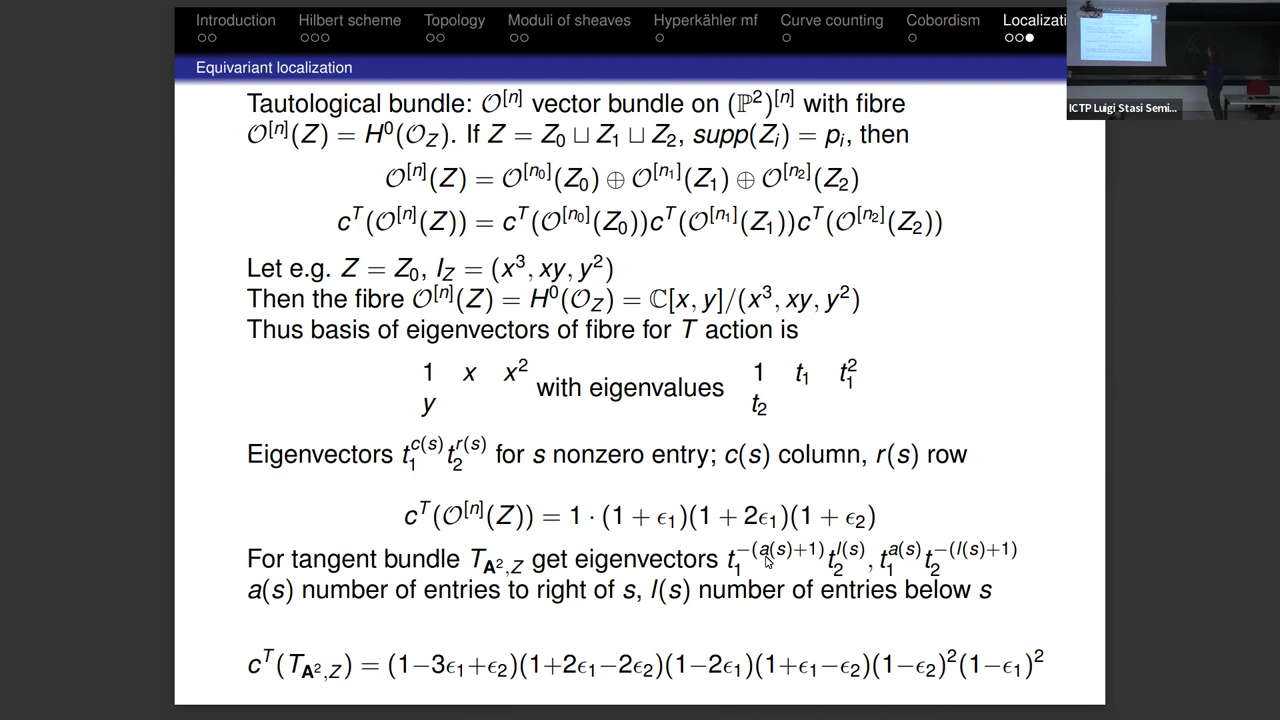 Introduction Hilbert scheme Topology Moduli of sheaves Hyperkähler mf Curve counting Cobordism Localizati
Equivariant localization
ICTP Luigi Stasi Semi...
Tautological bundle: 𝒪^[n] vector bundle on (ℙ²)^[n] with fibre
𝒪^[n](Z) = H⁰(𝒪_Z). If Z = Z₀ ⊔ Z₁ ⊔ Z₂, supp(Z_i) = p_i, then
𝒪^[n](Z) = 𝒪^[n₀](Z₀) ⊕ 𝒪^[n₁](Z₁) ⊕ 𝒪^[n₂](Z₂)
c^T(𝒪^[n](Z)) = c^T(𝒪^[n₀](Z₀))c^T(𝒪^[n₁](Z₁))c^T(𝒪^[n₂](Z₂))
Let e.g. Z = Z₀, I_Z = (x³, xy, y²)
Then the fibre 𝒪^[n](Z) = H⁰(𝒪_Z) = ℂ[x, y]/(x³, xy, y²)
Thus basis of eigenvectors of fibre for T action is
1 x x² with eigenvalues 1 t₁ t₁²
y t₂
Eigenvectors t₁^c(s) t₂^r(s) for s nonzero entry; c(s) column, r(s) row
c^T(𝒪^[n](Z)) = 1 · (1 + ϵ₁)(1 + 2ϵ₁)(1 + ϵ₂)
For tangent bundle T_𝐀²,Z get eigenvectors t₁^−(a(s)+1) t₂^l(s), t₁^a(s) t₂^−(l(s)+1)
a(s) number of entries to right of s, l(s) number of entries below s
c^T(T_𝐀²,Z) = (1−3ϵ₁+ϵ₂)(1+2ϵ₁−2ϵ₂)(1−2ϵ₁)(1+ϵ₁−ϵ₂)(1−ϵ₂)²(1−ϵ₁)²